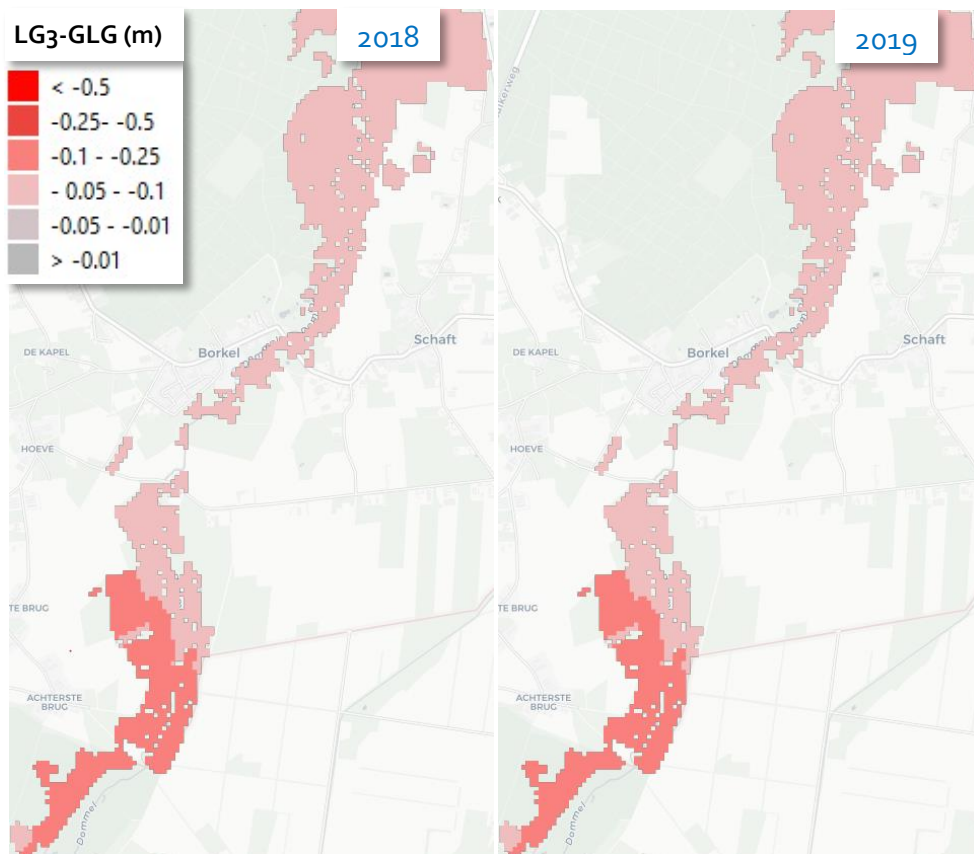 LG3-GLG (m)
< -0.5
-0.25- -0.5
-0.1 - -0.25
- 0.05 - -0.1
-0.05 - -0.01
> -0.01
2018
DE KAPEL
Borkel
Schaft
HOEVE
TE BRUG
ACHTERSTE
BRUG
Dommel
2019
DE KAPEL
Borkel
Schaft
HOEVE
TE BRUG
ACHTERSTE
BRUG
Dommel